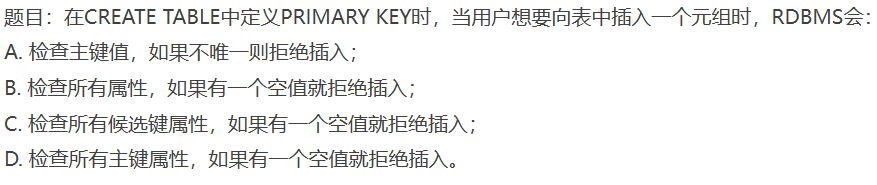 题目：在CREATE TABLE中定义PRIMARY KEY时，当用户想要向表中插入一个元组时，RDBMS会：
A. 检查主键值，如果不唯一则拒绝插入；
B. 检查所有属性，如果有一个空值就拒绝插入；
C. 检查所有候选键属性，如果有一个空值就拒绝插入；
D. 检查所有主键属性，如果有一个空值就拒绝插入。